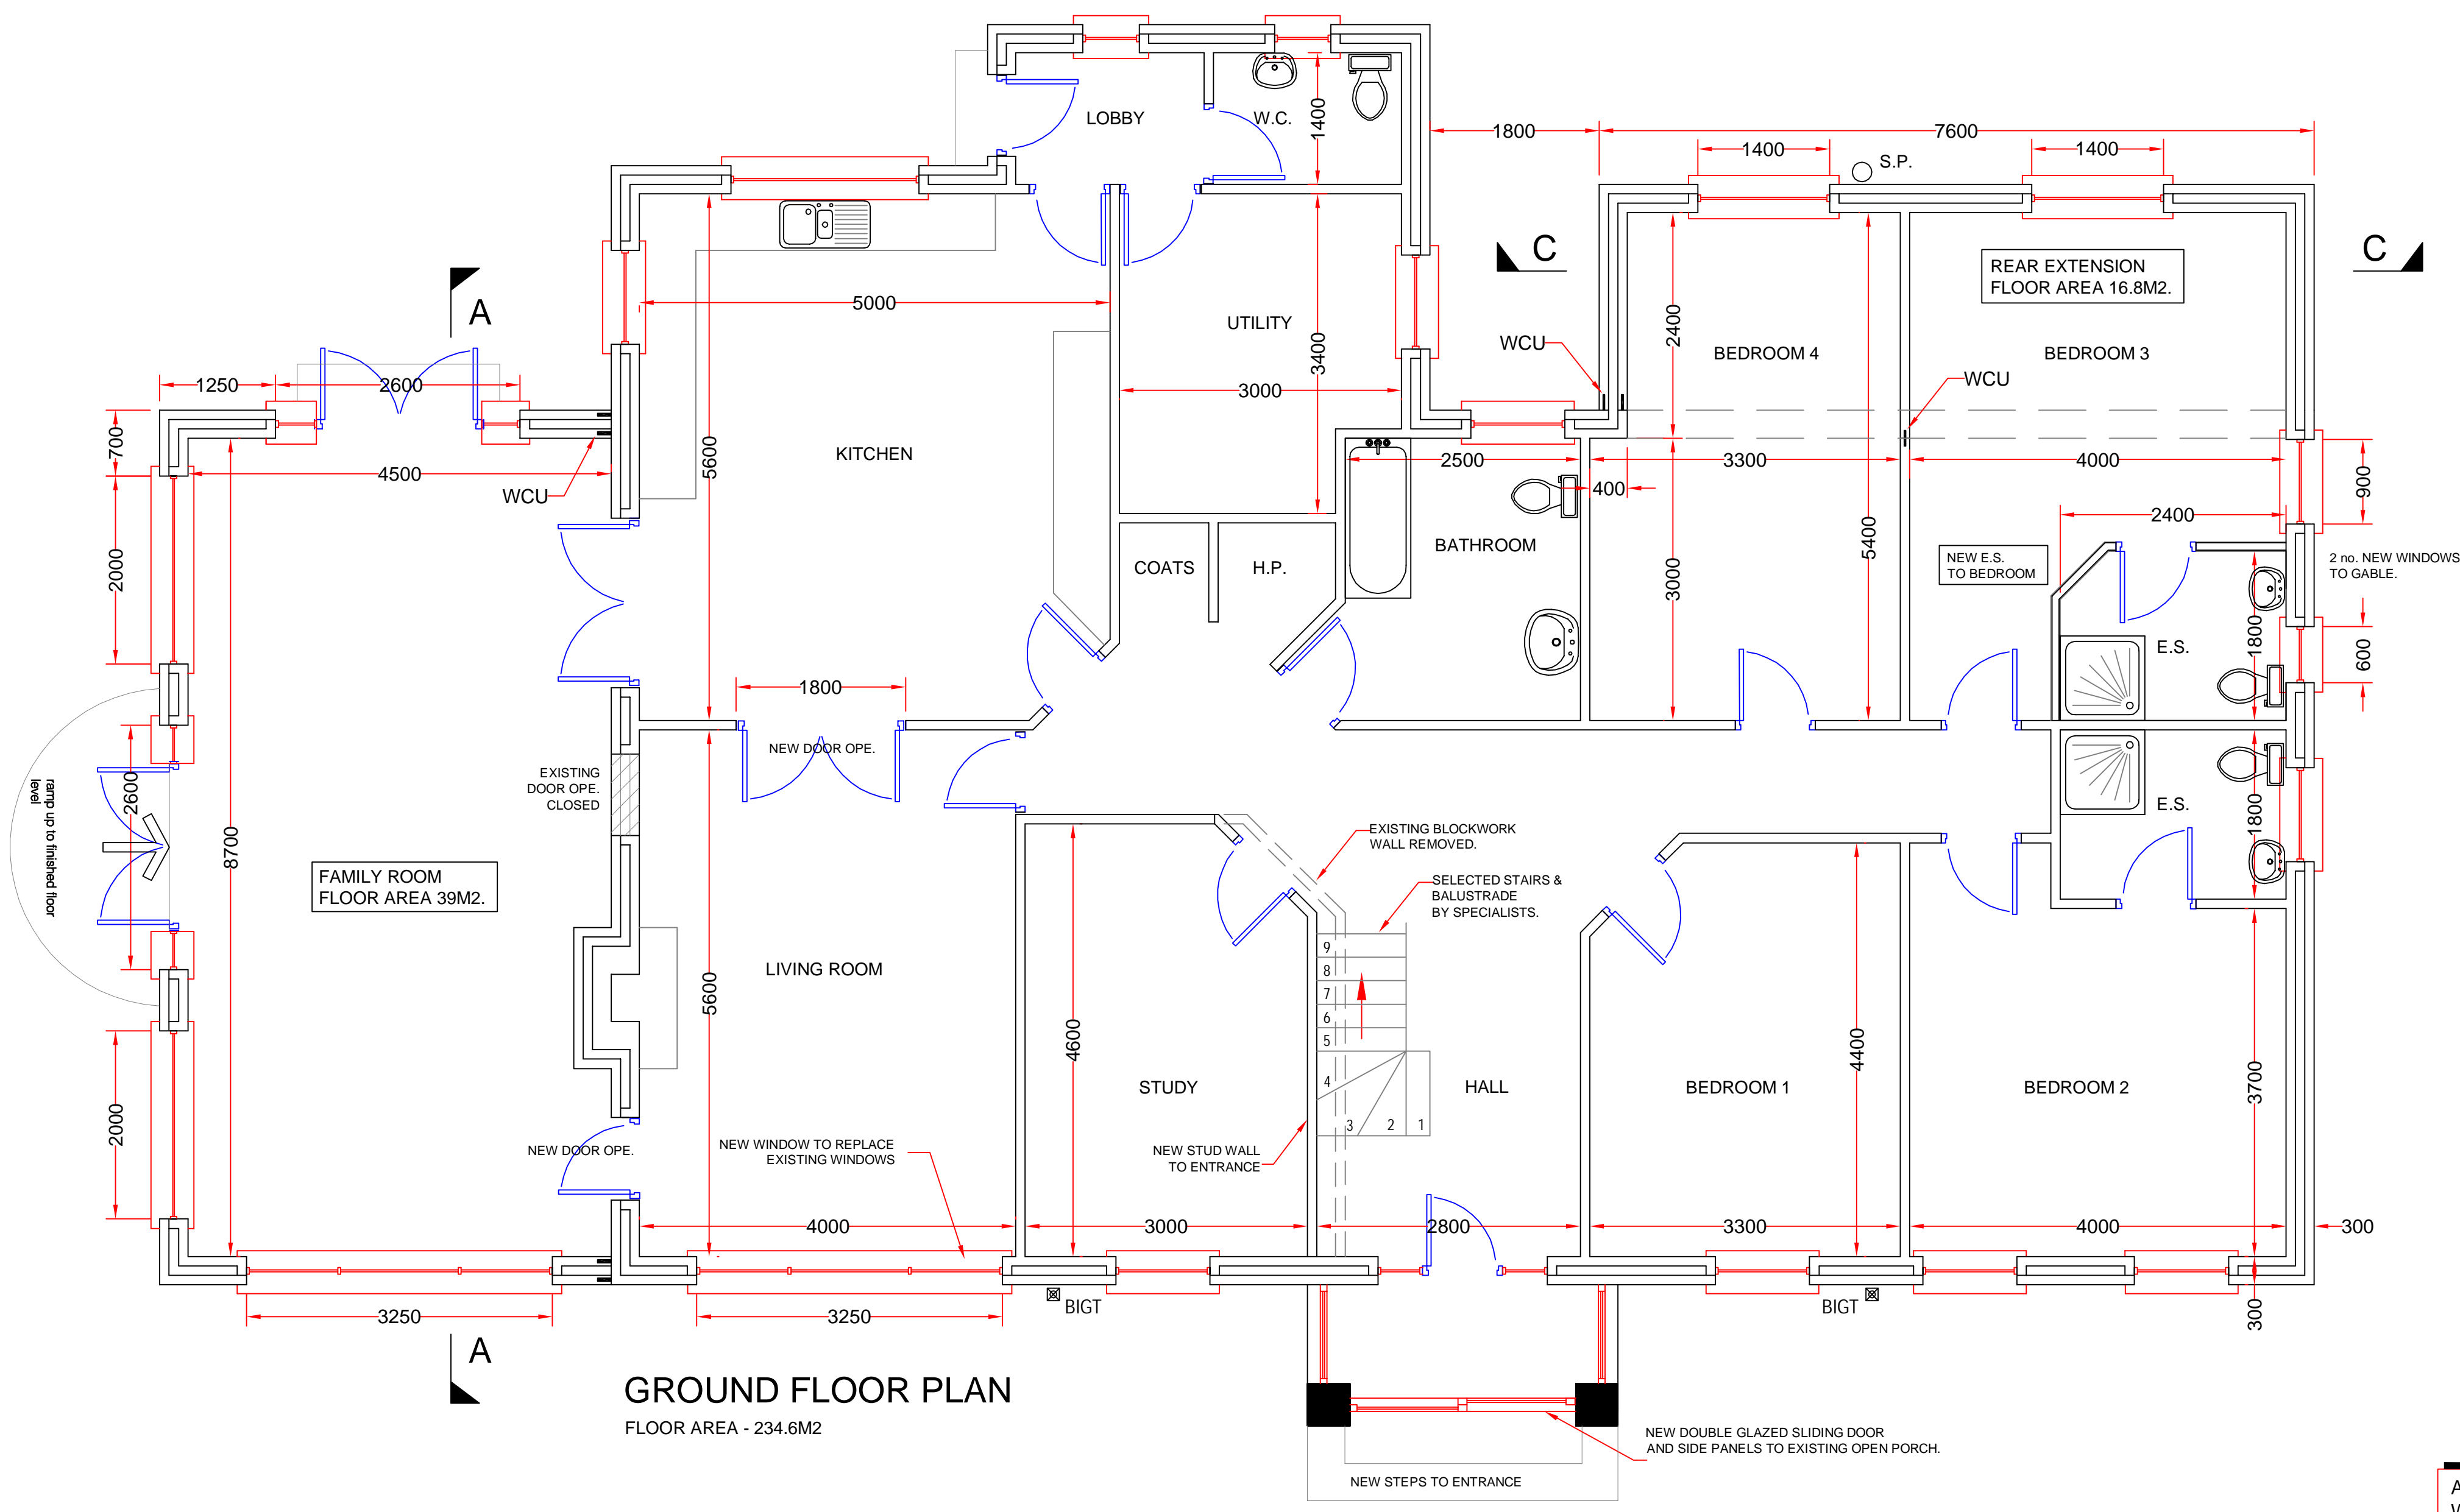 LOBBY
W.C.
1400
1800
7600
1400
S.P.
1400
C
C
REAR EXTENSION
FLOOR AREA 16.8M2.
A
5000
UTILITY
2400
WCU
BEDROOM 4
BEDROOM 3
3400
WCU
1250
2600
3000
700
KITCHEN
5600
4500
WCU
2500
3300
4000
400
900
2400
2000
COATS
H.P.
BATHROOM
5400
3000
NEW E.S.
TO BEDROOM
2 no. NEW WINDOWS
TO GABLE.
1800
E.S.
600
1800
NEW DOOR OPE.
EXISTING
DOOR OPE.
CLOSED
2600
ramp up to finished floor
level
8700
E.S.
1800
EXISTING BLOCKWORK
WALL REMOVED.
FAMILY ROOM
FLOOR AREA 39M2.
SELECTED STAIRS &
BALUSTRADE
BY SPECIALISTS.
LIVING ROOM
5600
9
8
7
6
5
4
3
2
1
4600
4400
STUDY
HALL
BEDROOM 1
BEDROOM 2
3700
2000
NEW DOOR OPE.
NEW WINDOW TO REPLACE
EXISTING WINDOWS
NEW STUD WALL
TO ENTRANCE
4000
3000
2800
3300
4000
300
3250
3250
BIGT
BIGT
300
A
GROUND FLOOR PLAN
FLOOR AREA - 234.6M2
NEW DOUBLE GLAZED SLIDING DOOR
AND SIDE PANELS TO EXISTING OPEN PORCH.
NEW STEPS TO ENTRANCE